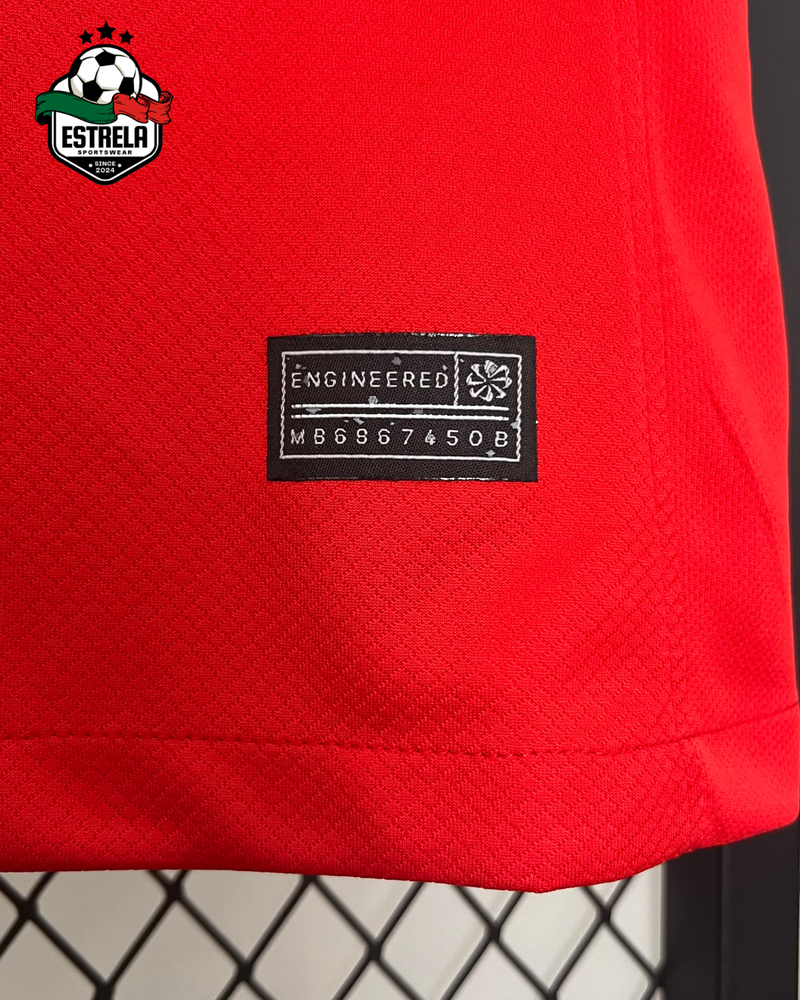 ESTRELA
SPORTSWEAR
SINCE
2024
ENGINEERED
MB6867450B